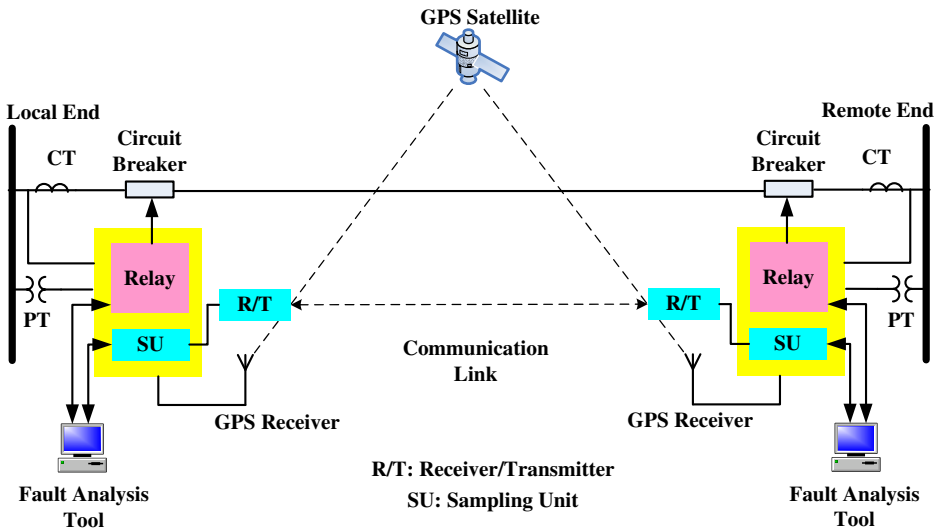 GPS Satellite
Local End
Remote End
Circuit
Breaker
CT
Circuit
Breaker
CT
Relay
PT
SU
R/T
R/T
Relay
PT
SU
Communication
Link
GPS Receiver
GPS Receiver
R/T: Receiver/Transmitter
SU: Sampling Unit
Fault Analysis
Tool
Fault Analysis
Tool